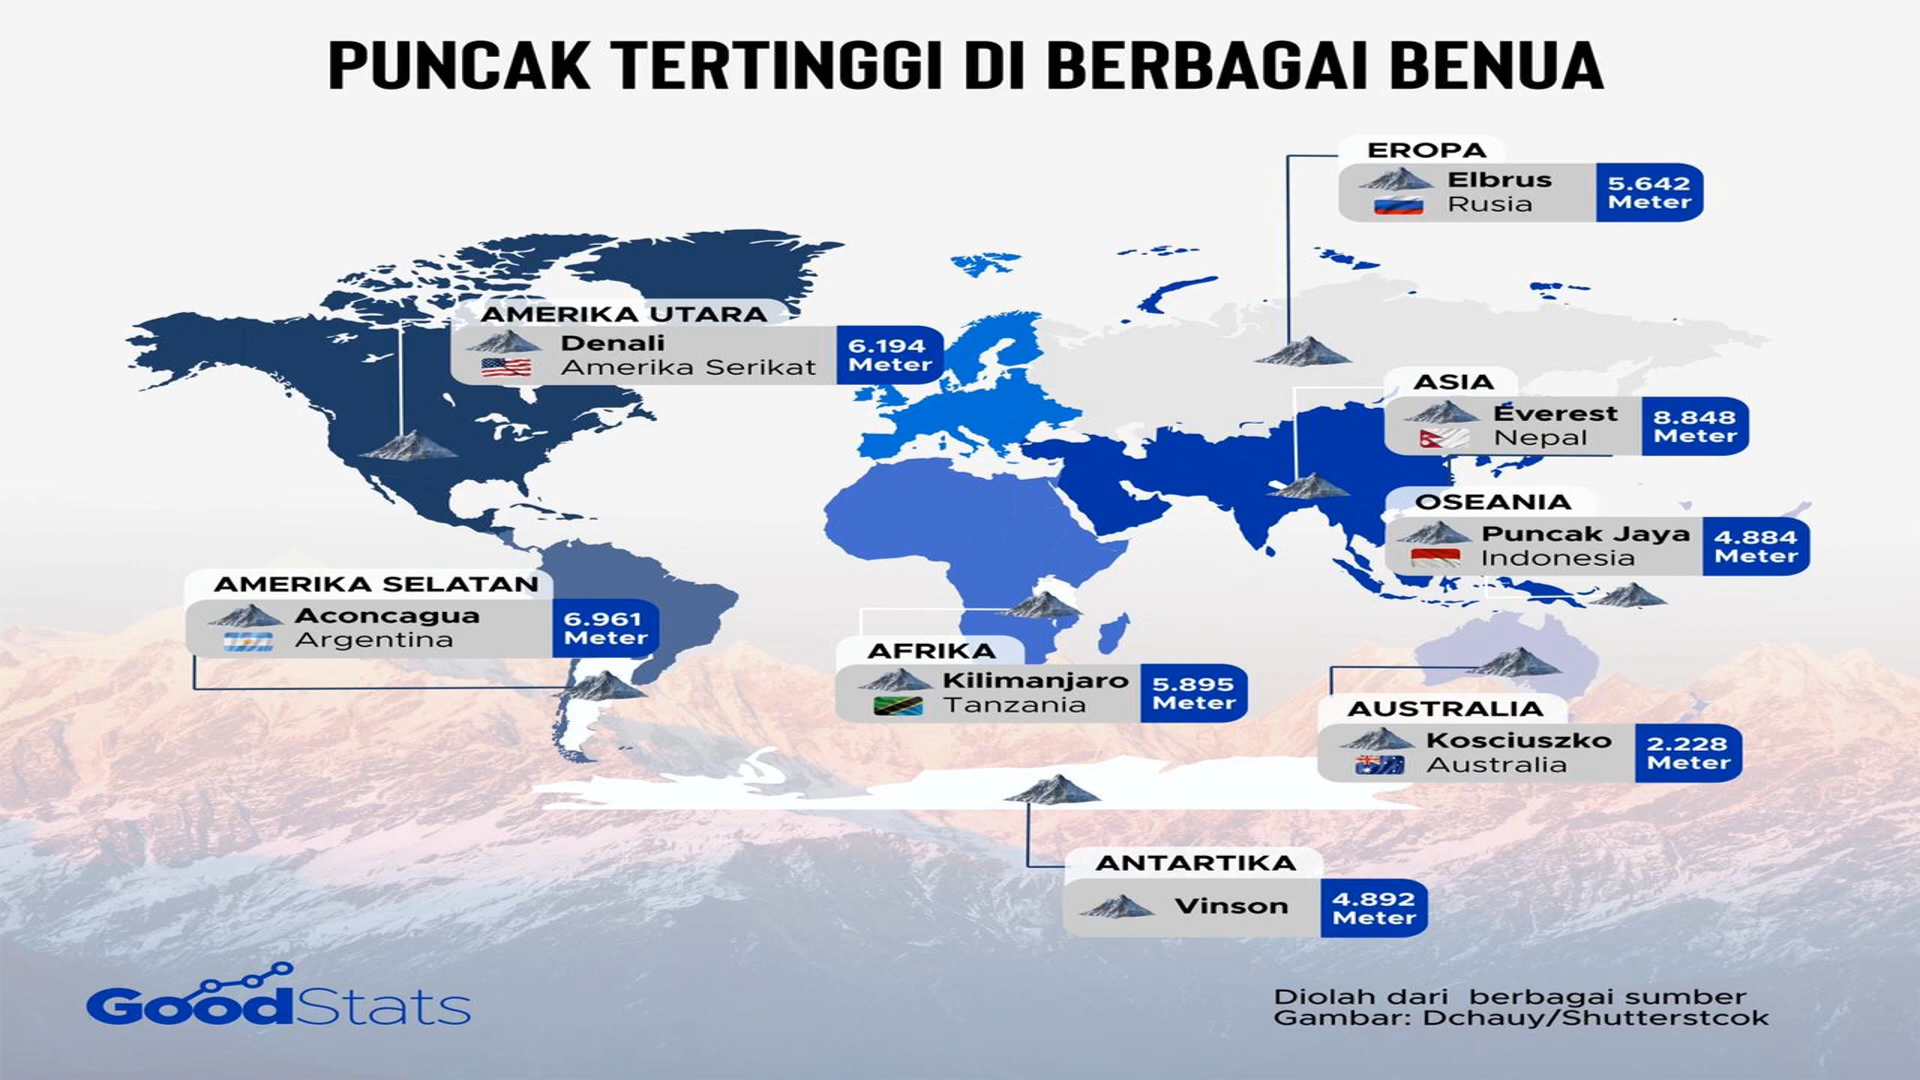 PUNCAK TERTINGGI DI BERBAGAI BENUA
EROPA
Elbrus
Rusia
5.642
Meter
AMERIKA UTARA
Denali
Amerika Serikat
6.194
Meter
ASIA
Everest
Nepal
8.848
Meter
OSEANIA
Puncak Jaya
Indonesia
4.884
Meter
AMERIKA SELATAN
Aconcagua
Argentina
6.961
Meter
AFRIKA
Kilimanjaro
Tanzania
5.895
Meter
AUSTRALIA
Kosciuszko
Australia
2.228
Meter
ANTARTIKA
Vinson
4.892
Meter
GoodStats
Diolah dari berbagai sumber
Gambar: Dchauy/Shutterstcok